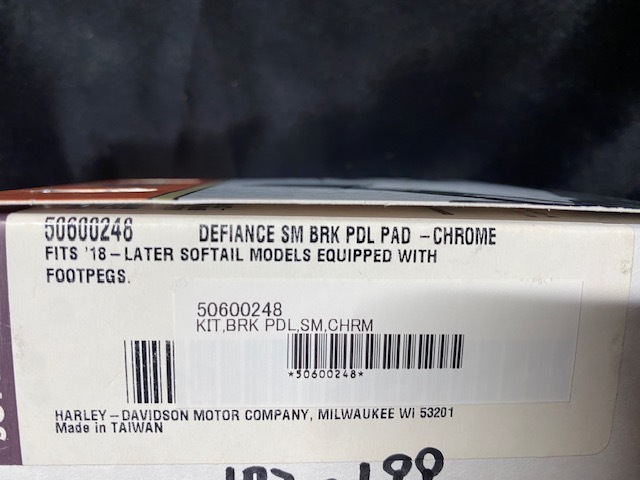 50600248 DEFIANCE SM BRK PDL PAD -CHROME
FITS '18-LATER SOFTAIL MODELS EQUIPPED WITH
FOOTPEGS.
50600248
KIT,BRK PDL,SM,CHRM
*50600248*
HARLEY-DAVIDSON MOTOR COMPANY, MILWAUKEE WI 53201
Made in TAIWAN